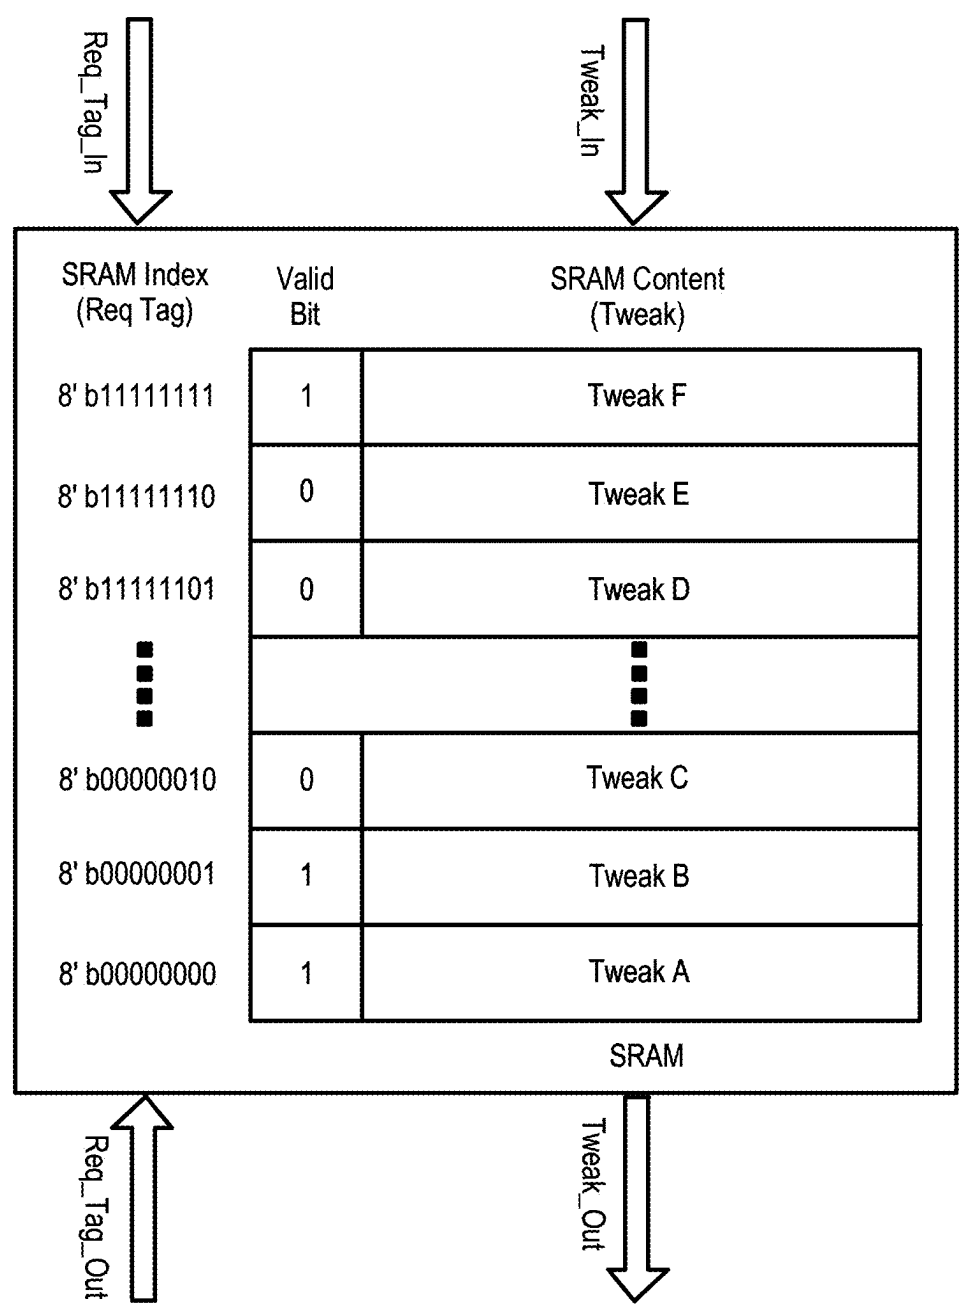 Req_Tag_In
Tweak_In
SRAM Index
(Req Tag)
Valid
Bit
SRAM Content
(Tweak)
8' b11111111 1 Tweak F
8' b11111110 0 Tweak E
8' b11111101 0 Tweak D
8' b00000010 0 Tweak C
8' b00000001 1 Tweak B
8' b00000000 1 Tweak A
SRAM
Req_Tag_Out
Tweak_Out